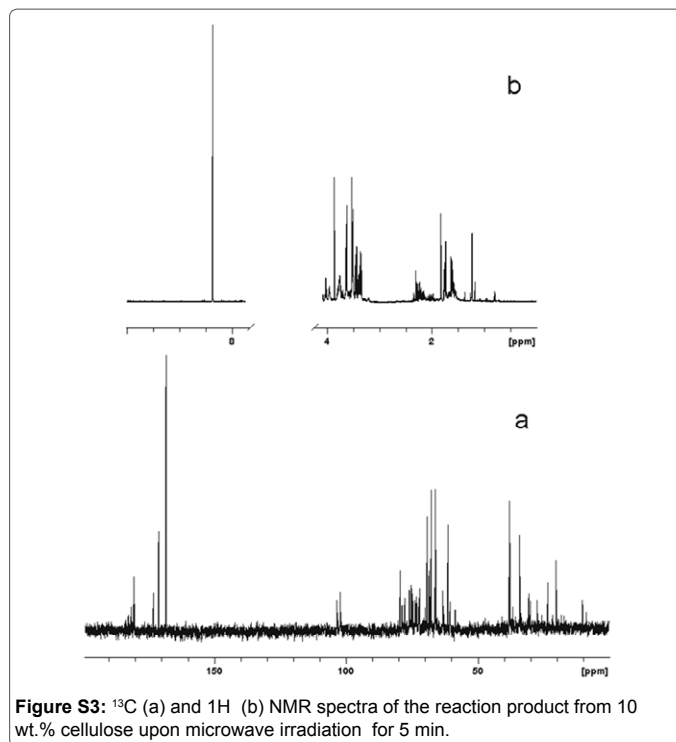 b
8
4
2
[ppm]
a
150
100
50
[ppm]
Figure S3: ¹³C (a) and 1H (b) NMR spectra of the reaction product from 10
wt.% cellulose upon microwave irradiation for 5 min.